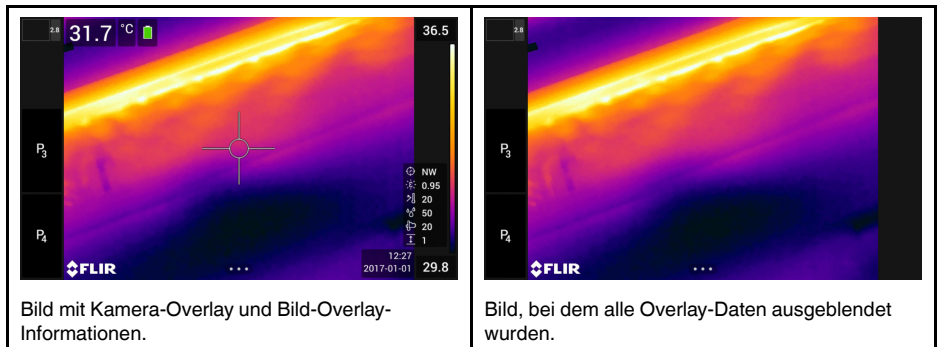 2.8
31.7 °C
36.5
P3
NW
0.95
20
50
20
P4
1
12:27
2017-01-01
29.8
FLIR
Bild mit Kamera-Overlay und Bild-Overlay-
Informationen.
2.8
P3
P4
FLIR
Bild, bei dem alle Overlay-Daten ausgeblendet
wurden.